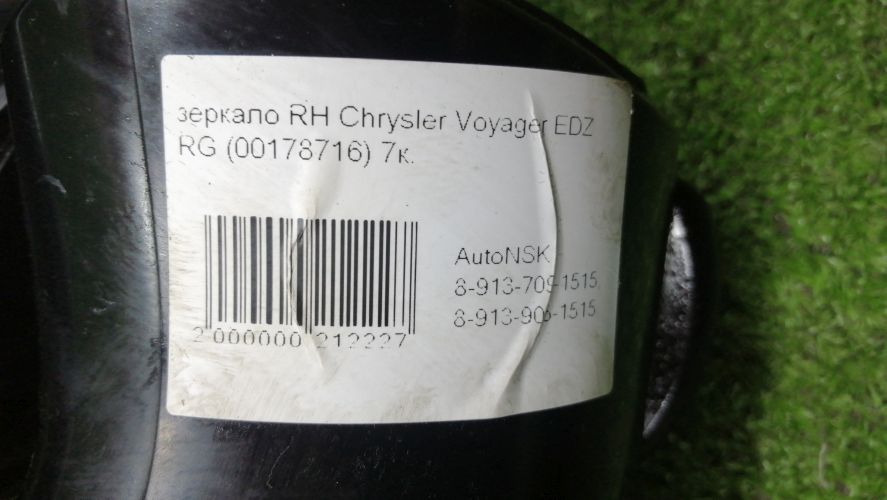 зеркало RH Chrysler Voyager EDZ
RG (00178716) 7к.
AutoNSK
8-913-709-1515,
8-913-906-1515
2 000000 212227